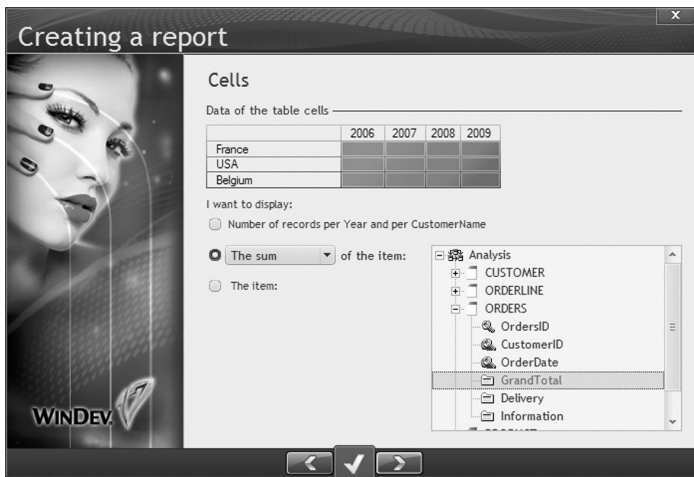 x
Creating a report
Cells
Data of the table cells
2006 2007 2008 2009
France
USA
Belgium
I want to display:
Number of records per Year and per CustomerName
The sum of the item:
The item:
Analysis
CUSTOMER
ORDERLINE
ORDERS
OrdersID
CustomerID
OrderDate
GrandTotal
Delivery
Information
WINDEV. 17